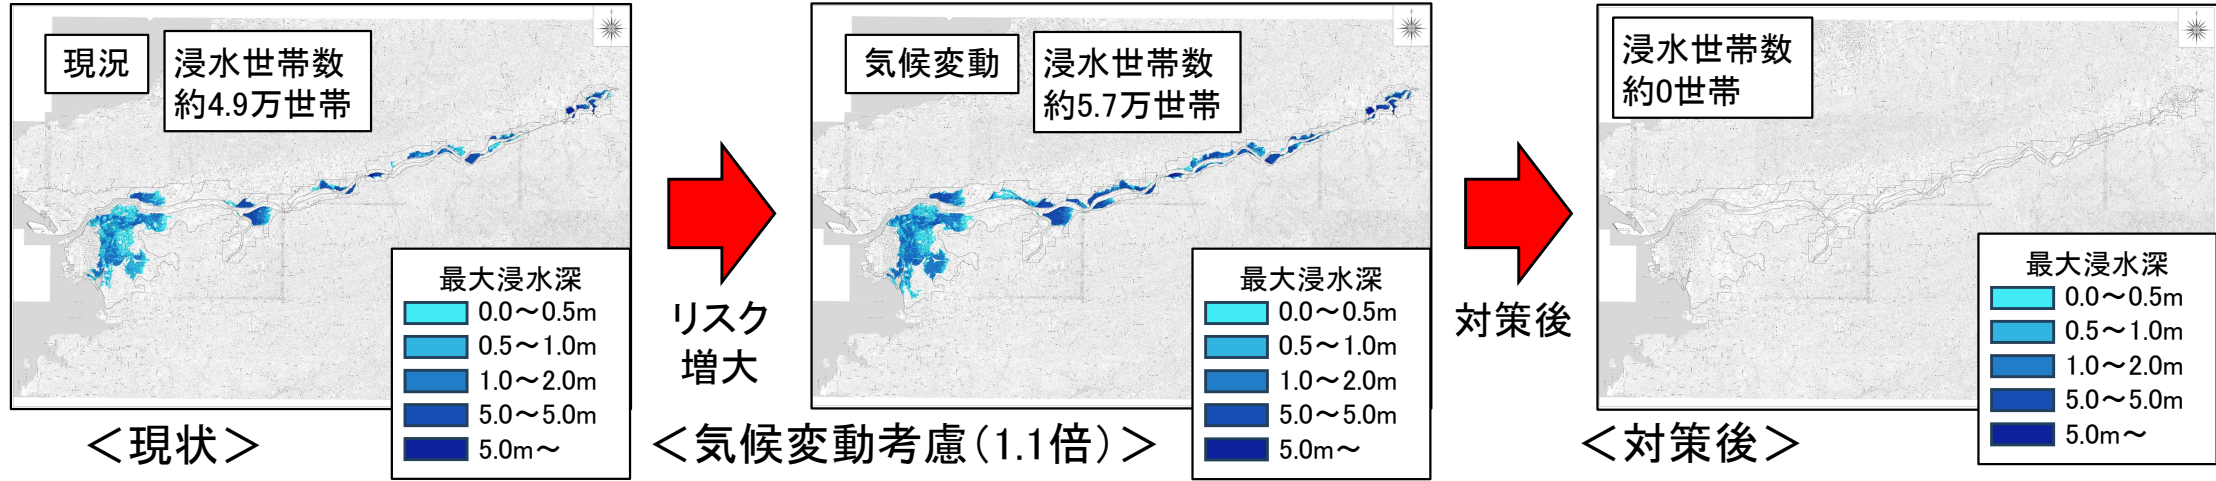 現況
浸水世帯数
約4.9万世帯
最大浸水深
0.0～0.5m
0.5～1.0m
1.0～2.0m
5.0～5.0m
5.0m～
＜現状＞
リスク
増大
気候変動
浸水世帯数
約5.7万世帯
最大浸水深
0.0～0.5m
0.5～1.0m
1.0～2.0m
5.0～5.0m
5.0m～
＜気候変動考慮（1.1倍）＞
対策後
浸水世帯数
約0世帯
最大浸水深
0.0～0.5m
0.5～1.0m
1.0～2.0m
5.0～5.0m
5.0m～
＜対策後＞